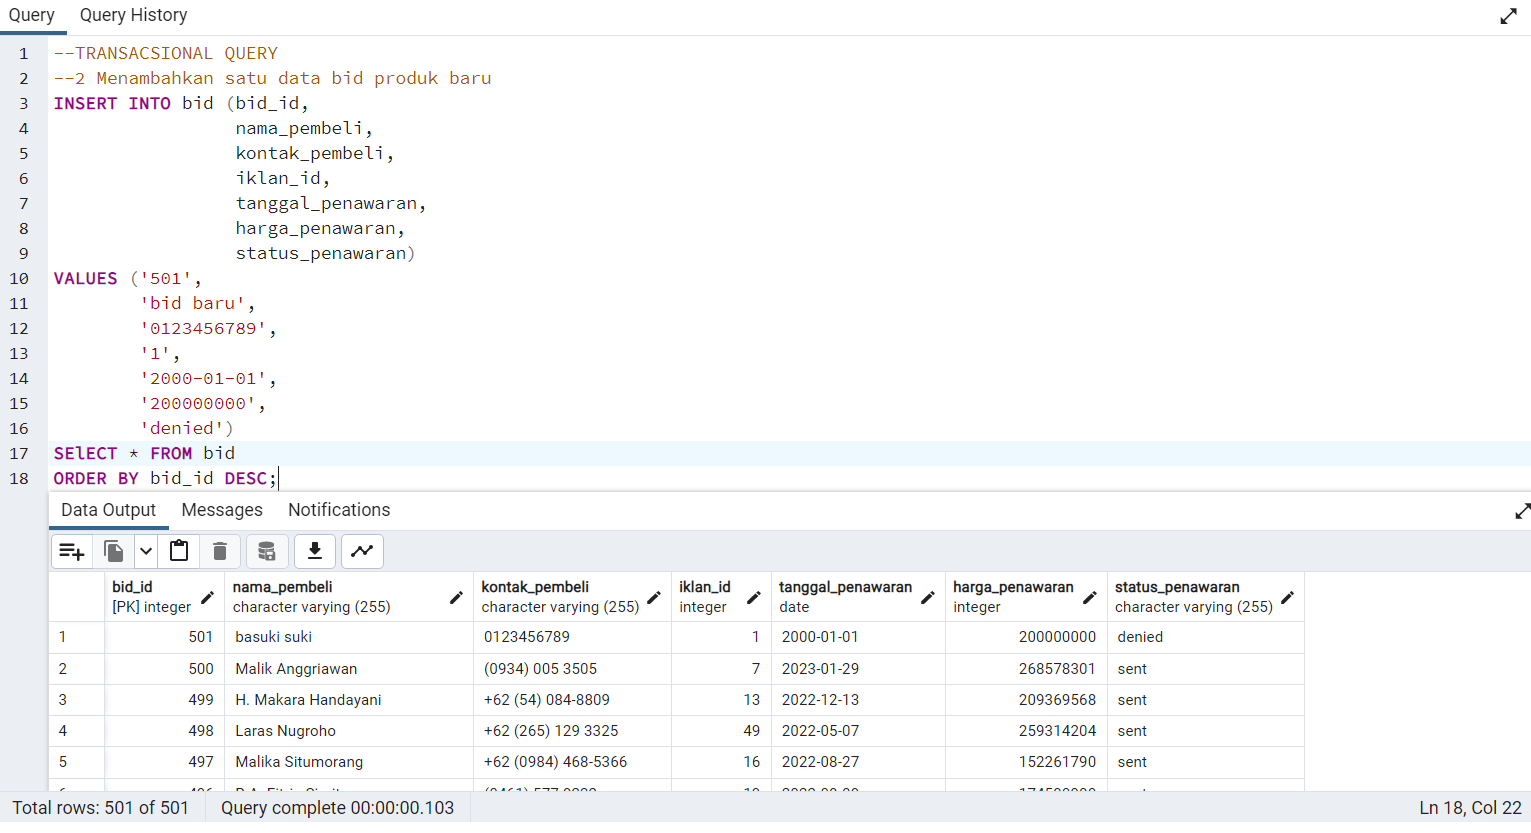 Query Query History
1 --TRANSACSIONAL QUERY
2 --2 Menambahkan satu data bid produk baru
3 INSERT INTO bid (bid_id,
4 nama_pembeli,
5 kontak_pembeli,
6 iklan_id,
7 tanggal_penawaran,
8 harga_penawaran,
9 status_penawaran)
10 VALUES ('501',
11 'bid baru',
12 '0123456789',
13 '1',
14 '2000-01-01',
15 '200000000',
16 'denied')
17 SElECT * FROM bid
18 ORDER BY bid_id DESC;
Data Output Messages Notifications
bid_id nama_pembeli kontak_pembeli iklan_id tanggal_penawaran harga_penawaran status_penawaran
[PK] integer character varying (255) character varying (255) integer date integer character varying (255)
1 501 basuki suki 0123456789 1 2000-01-01 200000000 denied
2 500 Malik Anggriawan (0934) 005 3505 7 2023-01-29 268578301 sent
3 499 H. Makara Handayani +62 (54) 084-8809 13 2022-12-13 209369568 sent
4 498 Laras Nugroho +62 (265) 129 3325 49 2022-05-07 259314204 sent
5 497 Malika Situmorang +62 (0984) 468-5366 16 2022-08-27 152261790 sent
Total rows: 501 of 501 Query complete 00:00:00.103 Ln 18, Col 22